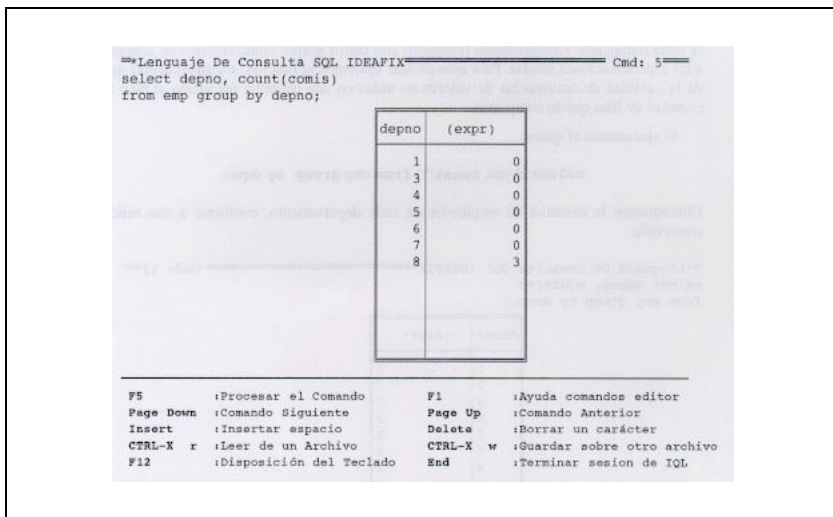 *Lenguaje De Consulta SQL IDEAFIX Cmd: 5
select depno, count(comis)
from emp group by depno;
depno (expr)
1 0
3 0
4 0
5 0
6 0
7 0
8 3
F5 :Procesar el Comando F1 :Ayuda comandos editor
Page Down :Comando Siguiente Page Up :Comando Anterior
Insert :Insertar espacio Delete :Borrar un carácter
CTRL-X r :Leer de un Archivo CTRL-X w :Guardar sobre otro archivo
F12 :Disposición del Teclado End :Terminar sesion de IQL